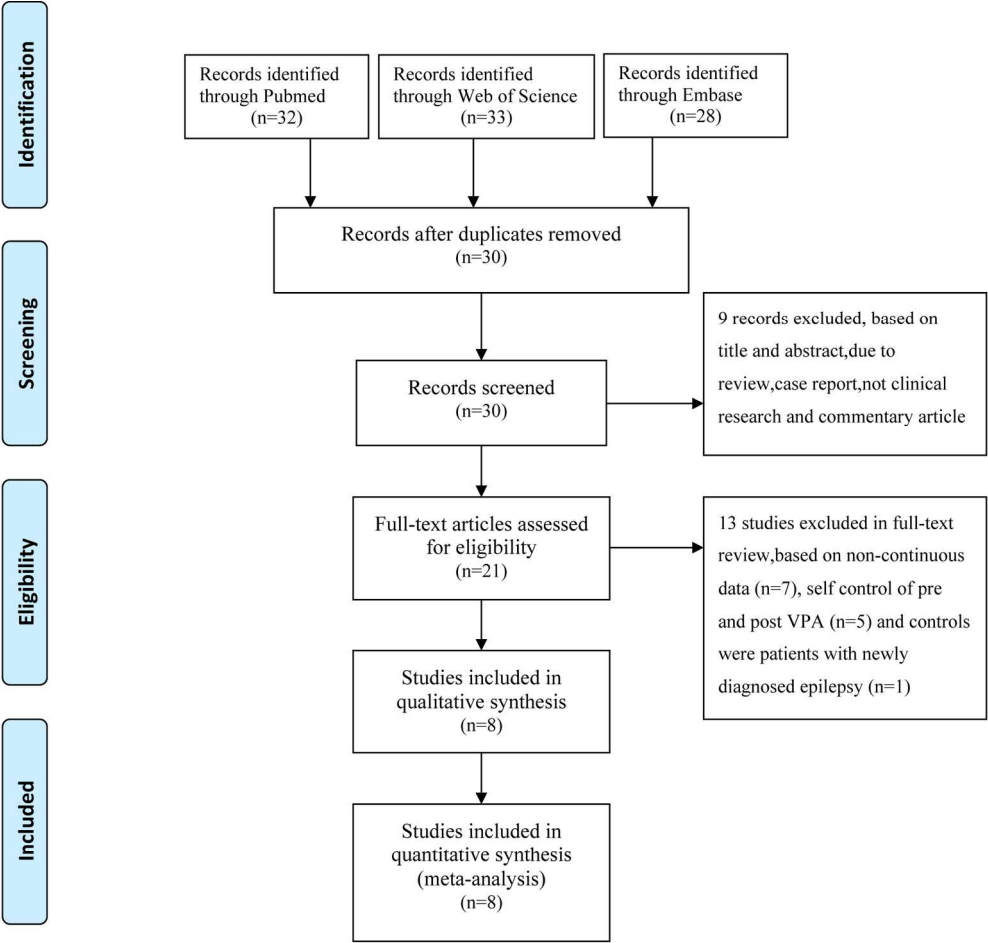 Identification
Records identified
through Pubmed
(n=32)
Records identified
through Web of Science
(n=33)
Records identified
through Embase
(n=28)
Records after duplicates removed
(n=30)
Screening
Records screened
(n=30)
9 records excluded, based on
title and abstract,due to
review,case report,not clinical
research and commentary article
Eligibility
Full-text articles assessed
for eligibility
(n=21)
13 studies excluded in full-text
review,based on non-continuous
data (n=7), self control of pre
and post VPA (n=5) and controls
were patients with newly
diagnosed epilepsy (n=1)
Studies included in
qualitative synthesis
(n=8)
Included
Studies included in
quantitative synthesis
(meta-analysis)
(n=8)